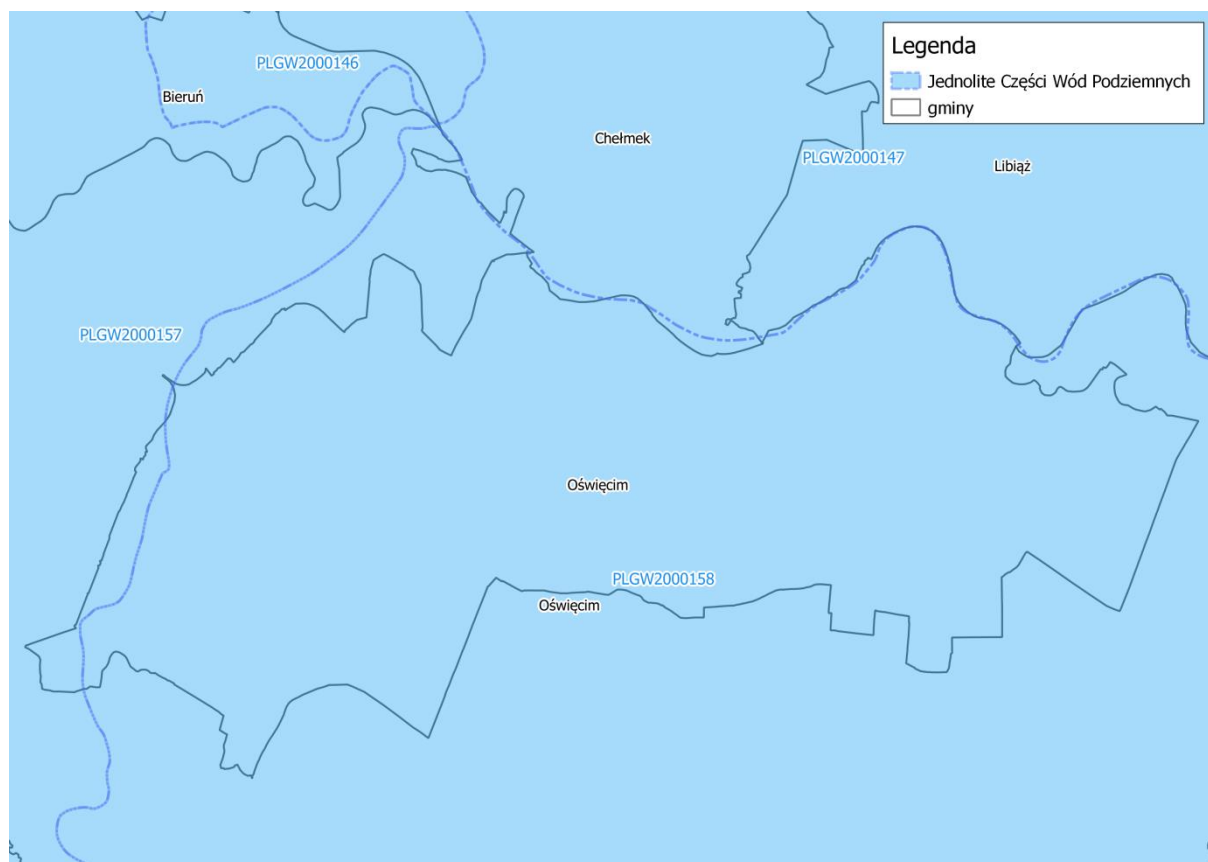 Legenda
Jednolite Części Wód Podziemnych
gminy
PLGW2000146
Bieruń
Chełmek
PLGW2000147
Libiąż
PLGW2000157
Oświęcim
PLGW2000158
Oświęcim